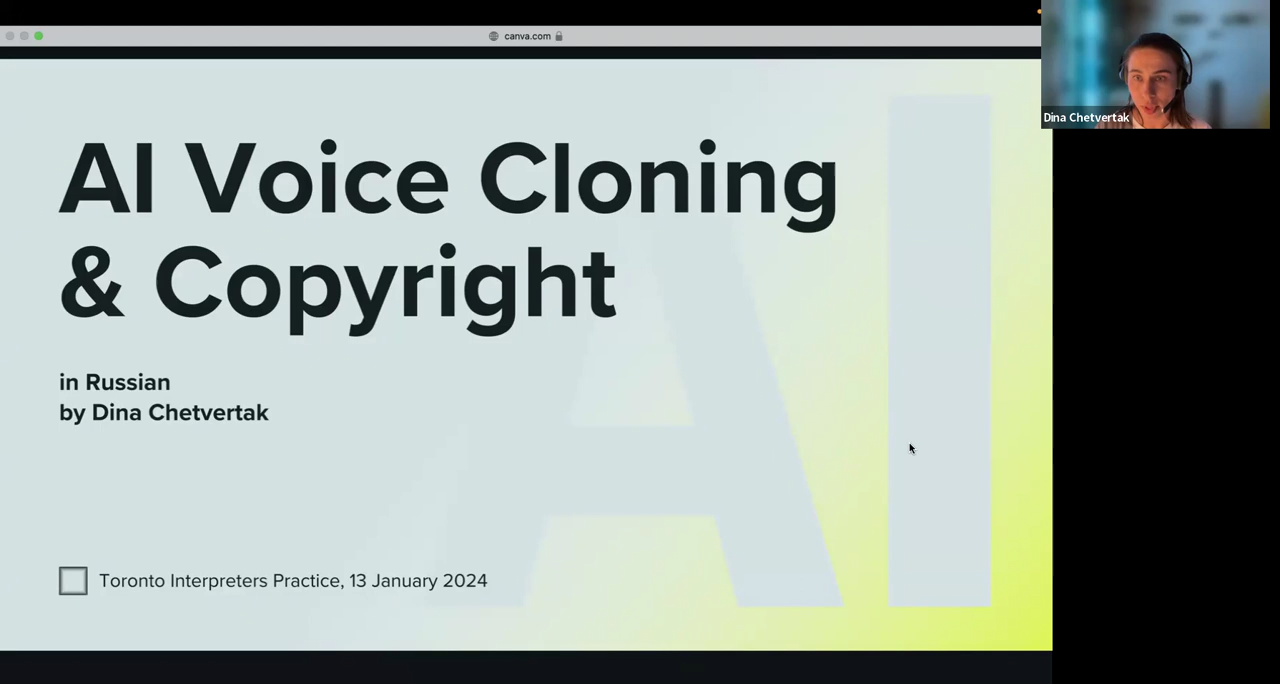 canva.com
Dina Chetvertak
AI Voice Cloning
& Copyright
in Russian
by Dina Chetvertak
Toronto Interpreters Practice, 13 January 2024
AI